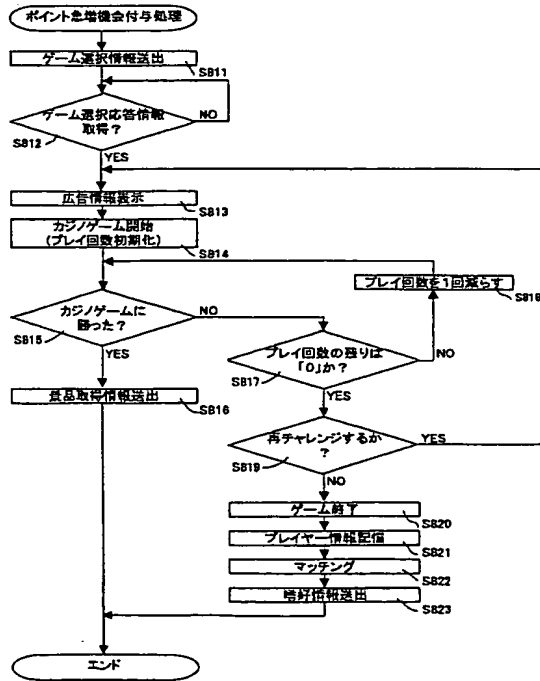 ポイント急増機会付与処理
ゲーム選択情報送出
S811
ゲーム選択応答情報
取得？
NO
S812
YES
広告情報表示
S813
カジノゲーム開始
(プレイ回数初期化)
S814
プレイ回数を1回減らす
S818
カジノゲームに
勝った？
NO
S815
YES
プレイ回数の残りは
「0」か？
NO
S817
YES
景品取得情報送出
S816
再チャレンジするか
？
YES
S819
NO
ゲーム終了
S820
プレイヤー情報配信
S821
マッチング
S822
嗜好情報送出
S823
エンド